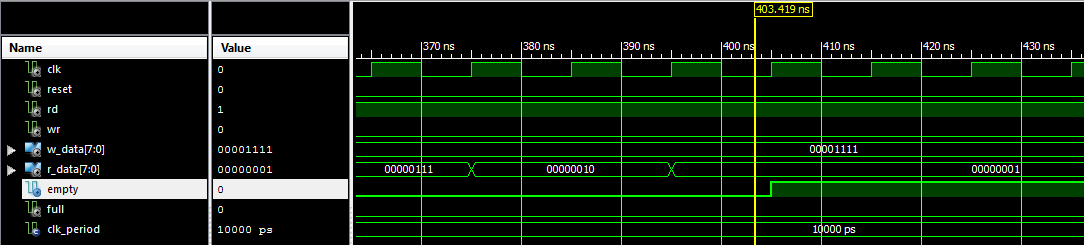 403.419 ns
Name Value 370 ns 380 ns 390 ns 400 ns 410 ns 420 ns 430 ns
clk 0
reset 0
rd 1
wr 0
w_data[7:0] 00001111 00001111
r_data[7:0] 00000001 00000111 00000010 00000001
empty 0
full 0
clk_period 10000 ps 10000 ps